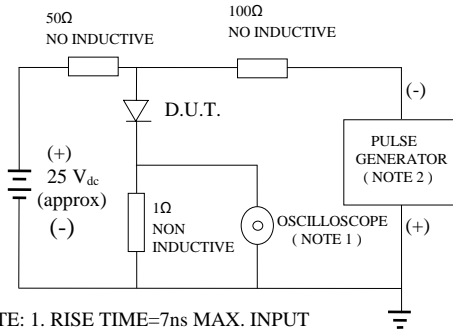 50Ω
NO INDUCTIVE
100Ω
NO INDUCTIVE
D.U.T.
(+)
25 Vdc
(approx)
(-)
1Ω
NON
INDUCTIVE
OSCILLOSCOPE
( NOTE 1 )
(-)
PULSE
GENERATOR
( NOTE 2 )
(+)
TE: 1. RISE TIME=7ns MAX. INPUT